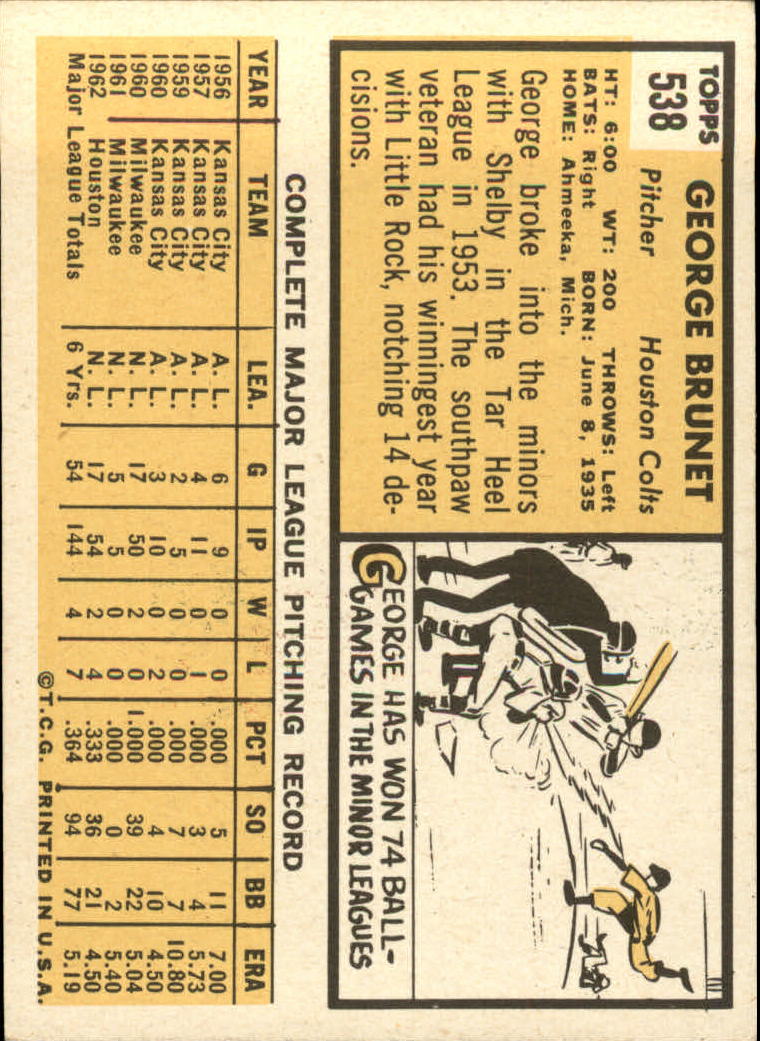 TOPPS
538
GEORGE BRUNET
Pitcher Houston Colts
HT: 6:00 WT: 200 THROWS: Left
BATS: Right BORN: June 8, 1935
HOME: Ahmeeka, Mich.
George broke into the minors
with Shelby in the Tar Heel
League in 1953. The southpaw
veteran had his winningest year
with Little Rock, notching 14 de-
cisions.
GEORGE HAS WON 74 BALL-
GAMES IN THE MINOR LEAGUES
COMPLETE MAJOR LEAGUE PITCHING RECORD
YEAR TEAM LEA. G IP W L PCT SO BB ERA
1956 Kansas City A. L. 6 9 0 0 .000 5 11 7.00
1957 Kansas City A. L. 4 11 0 1 .000 3 4 5.73
1959 Kansas City A. L. 2 5 0 0 .000 7 7 10.80
1960 Kansas City A. L. 3 10 0 2 .000 4 10 4.50
1960 Milwaukee N. L. 17 50 2 0 1.000 39 22 5.04
1961 Milwaukee N. L. 5 5 0 0 .000 0 2 5.40
1962 Houston N. L. 17 54 2 4 .333 36 21 4.50
Major League Totals 6 Yrs. 54 144 4 7 .364 94 77 5.19
©T.C.G. PRINTED IN U.S.A.